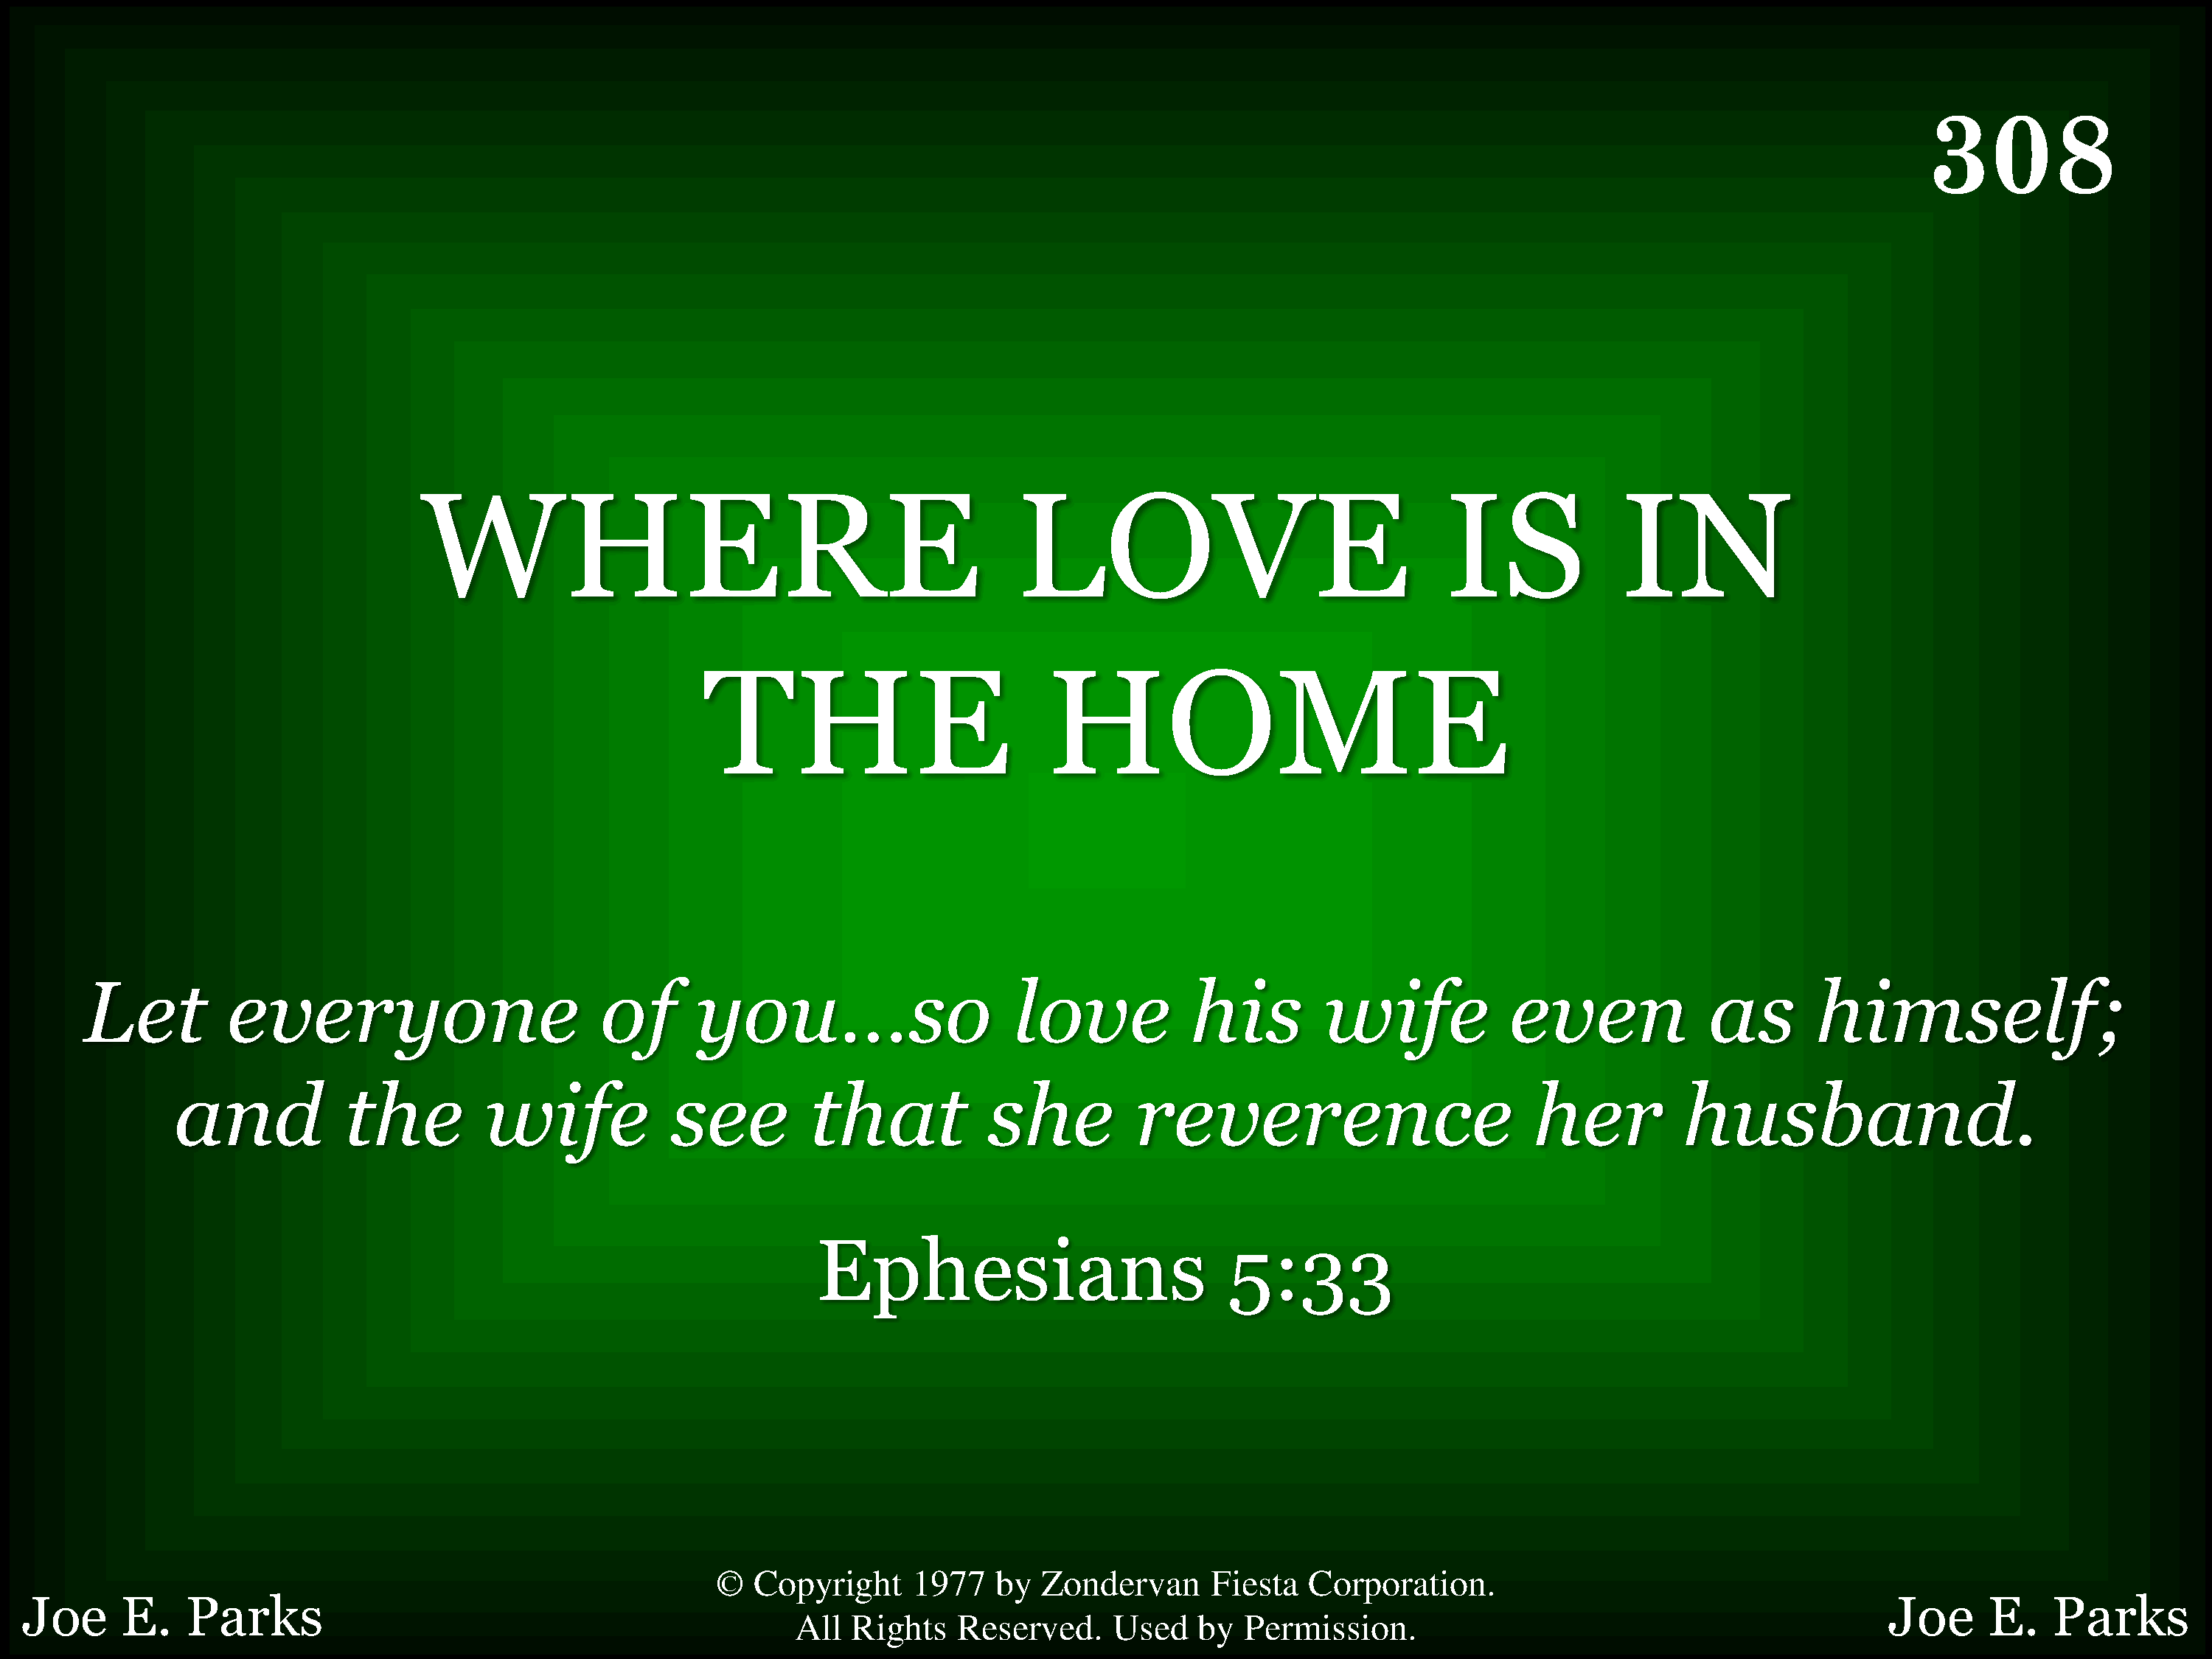 308
WHERE LOVE IS IN
THE HOME
Let everyone of you...so love his wife even as himself;
and the wife see that she reverence her husband.
Ephesians 5:33
© Copyright 1977 by Zondervan Fiesta Corporation.
All Rights Reserved. Used by Permission.
Joe E. Parks
Joe E. Parks